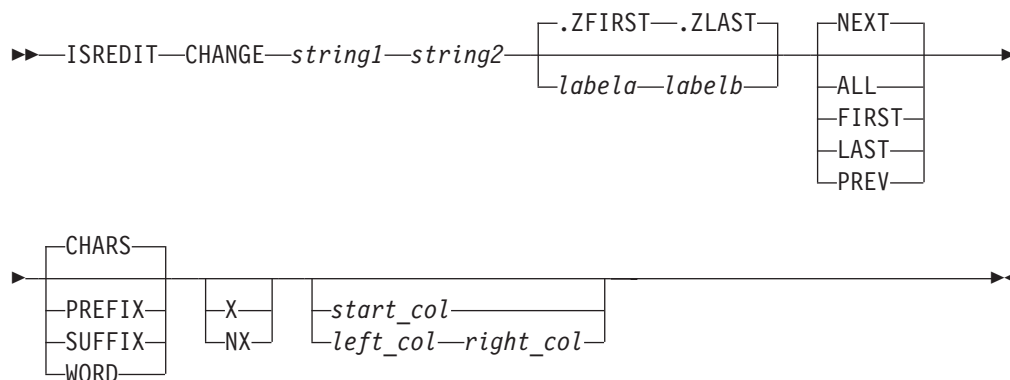 .ZFIRST .ZLAST NEXT
ISREDIT CHANGE string1 string2
labela labelb ALL
FIRST
LAST
PREV
CHARS
PREFIX X start_col
SUFFIX NX left_col right_col
WORD